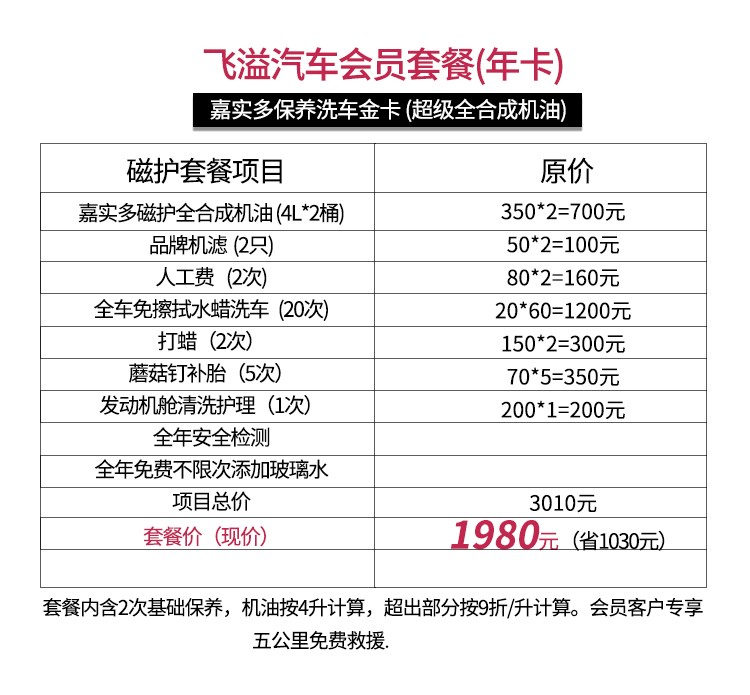 飞溢汽车会员套餐(年卡)
嘉实多保养洗车金卡 (超级全合成机油)
磁护套餐项目 原价
嘉实多磁护全合成机油 (4L*2桶) 350*2=700元
品牌机滤 (2只) 50*2=100元
人工费 (2次) 80*2=160元
全车免擦拭水蜡洗车 (20次) 20*60=1200元
打蜡（2次） 150*2=300元
蘑菇钉补胎（5次） 70*5=350元
发动机舱清洗护理（1次） 200*1=200元
全年安全检测
全年免费不限次添加玻璃水
项目总价 3010元
套餐价（现价） 1980元（省1030元）
套餐内含2次基础保养，机油按4升计算，超出部分按9折/升计算。会员客户专享
五公里免费救援.